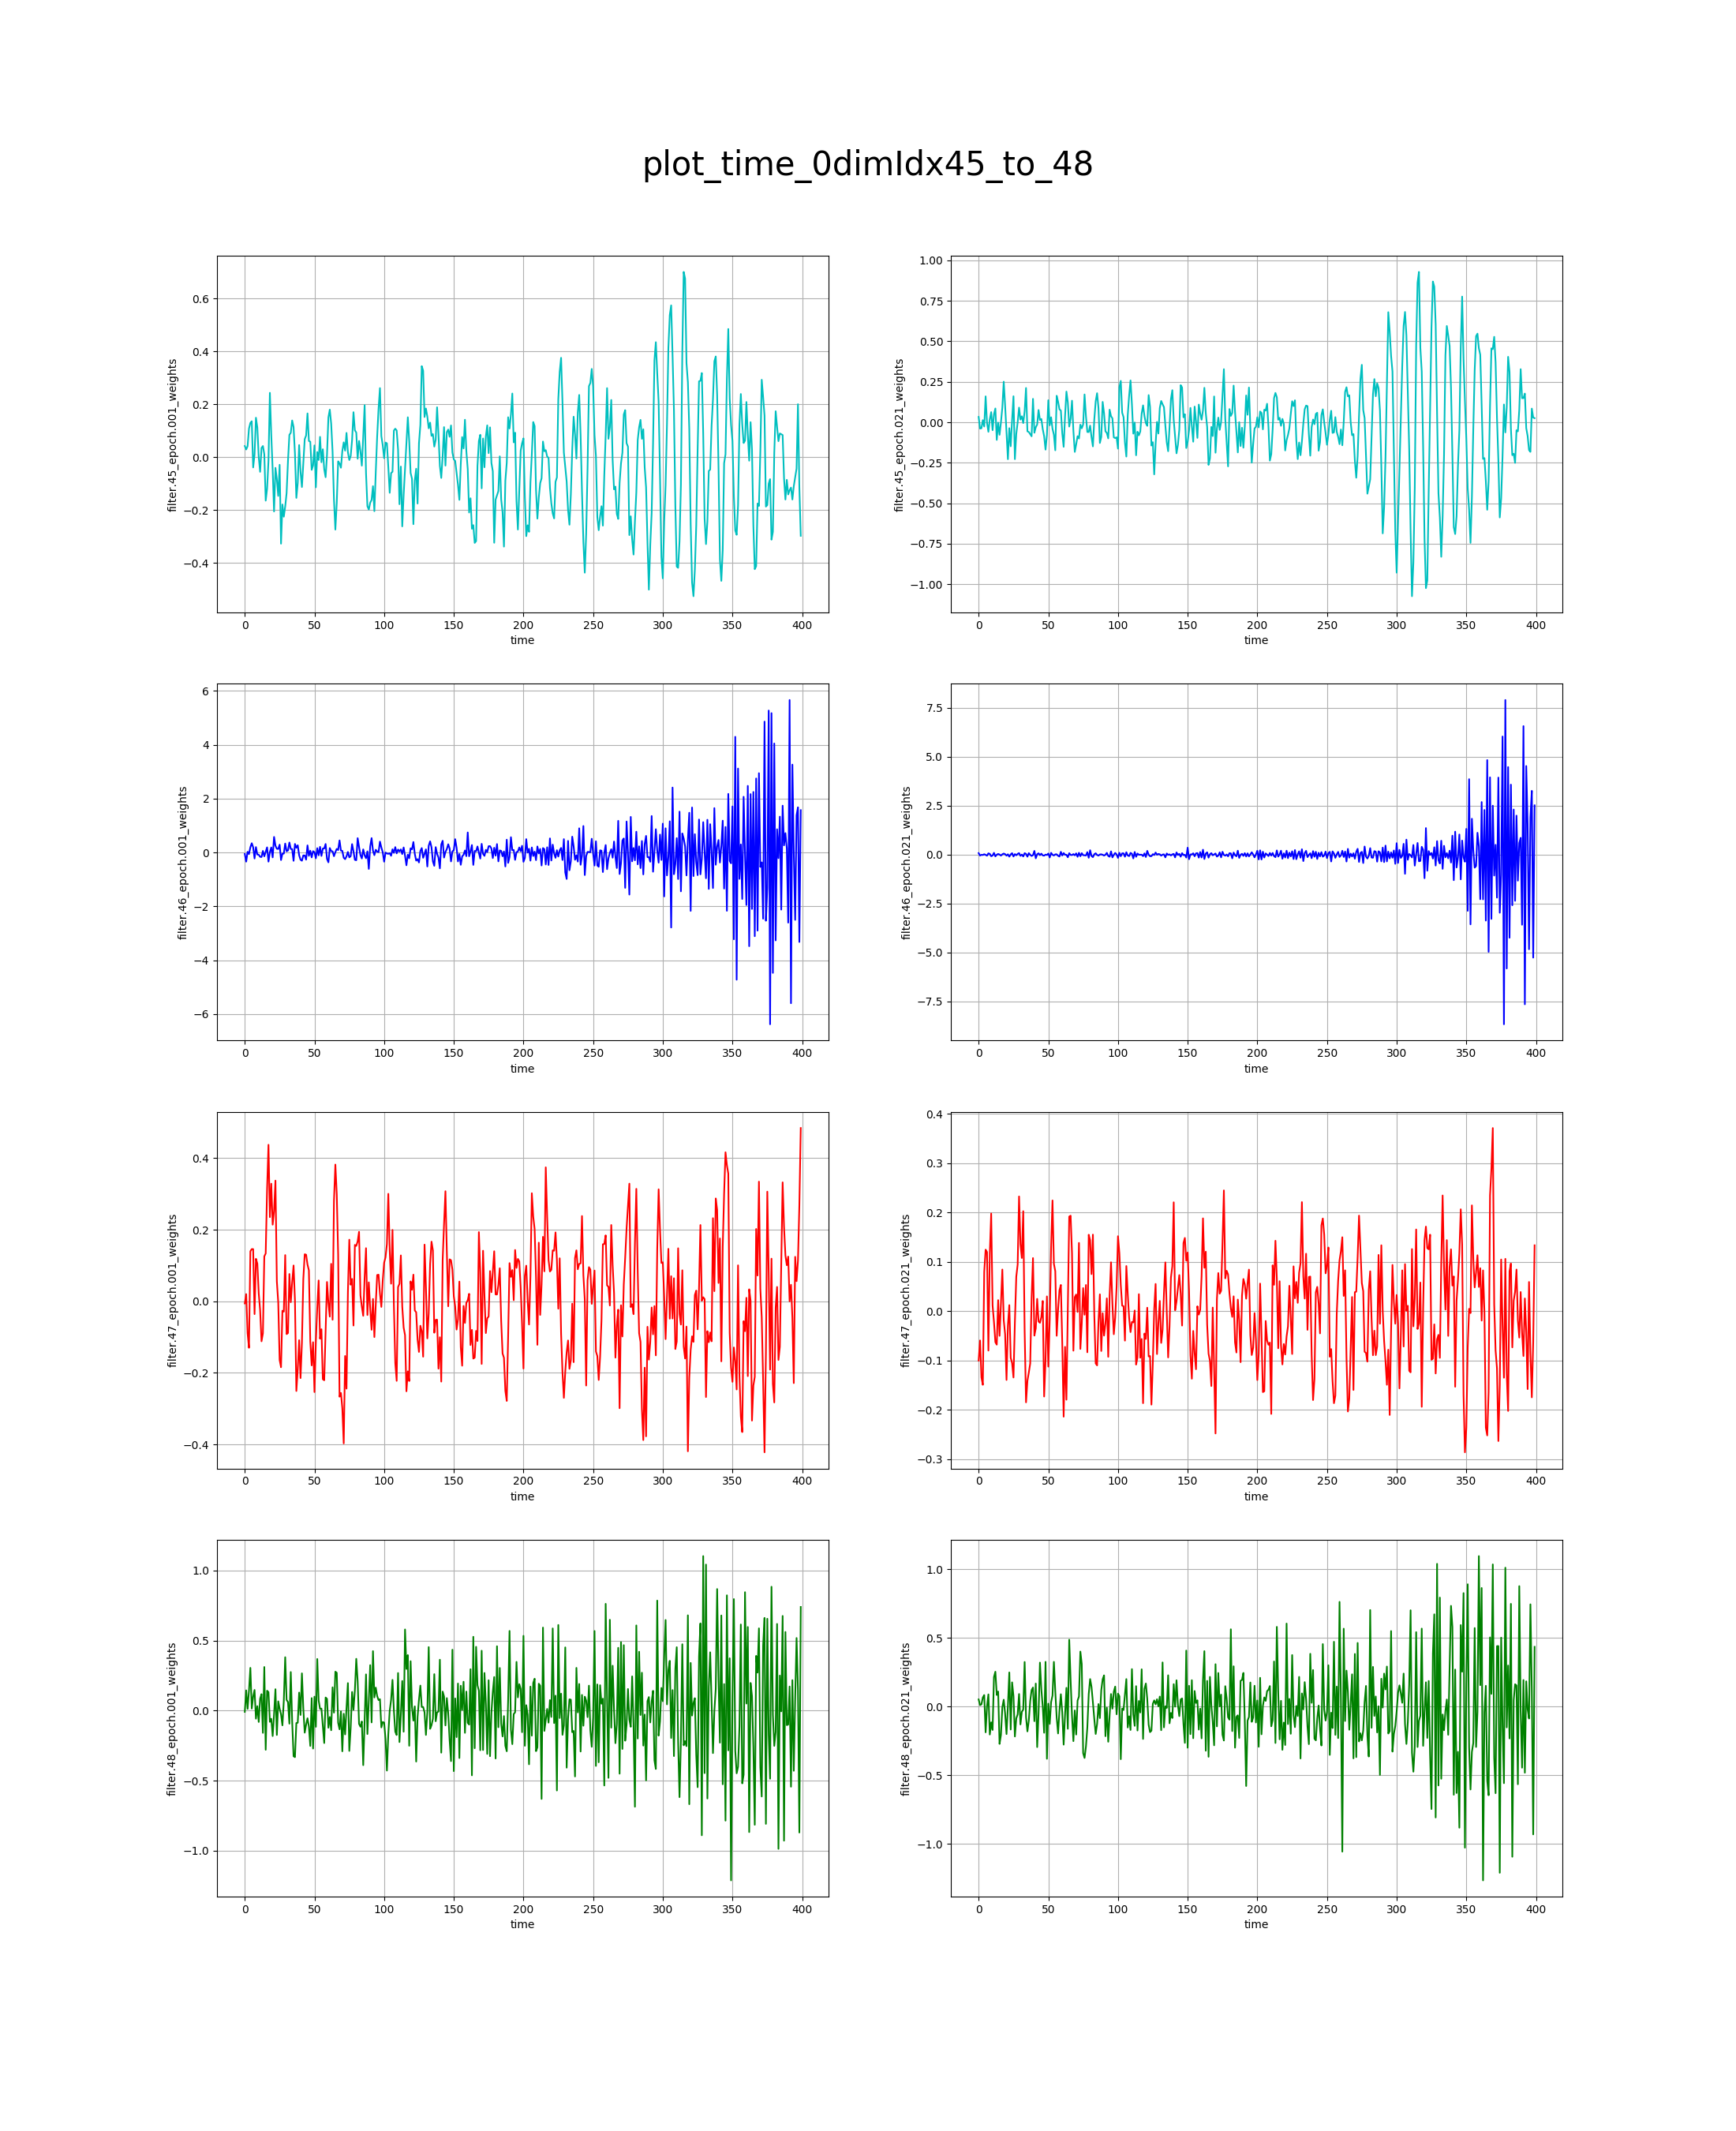 plot_time_0dimIdx45_to_48
filter.45_epoch.001_weights
0.6
0.4
0.2
0.0
−0.2
−0.4
0 50 100 150 200 250 300 350 400
time
filter.45_epoch.021_weights
1.00
0.75
0.50
0.25
0.00
−0.25
−0.50
−0.75
−1.00
0 50 100 150 200 250 300 350 400
time
filter.46_epoch.001_weights
6
4
2
0
−2
−4
−6
0 50 100 150 200 250 300 350 400
time
filter.46_epoch.021_weights
7.5
5.0
2.5
0.0
−2.5
−5.0
−7.5
0 50 100 150 200 250 300 350 400
time
filter.47_epoch.001_weights
0.4
0.2
0.0
−0.2
−0.4
0 50 100 150 200 250 300 350 400
time
filter.47_epoch.021_weights
0.4
0.3
0.2
0.1
0.0
−0.1
−0.2
−0.3
0 50 100 150 200 250 300 350 400
time
filter.48_epoch.001_weights
1.0
0.5
0.0
−0.5
−1.0
0 50 100 150 200 250 300 350 400
time
filter.48_epoch.021_weights
1.0
0.5
0.0
−0.5
−1.0
0 50 100 150 200 250 300 350 400
time